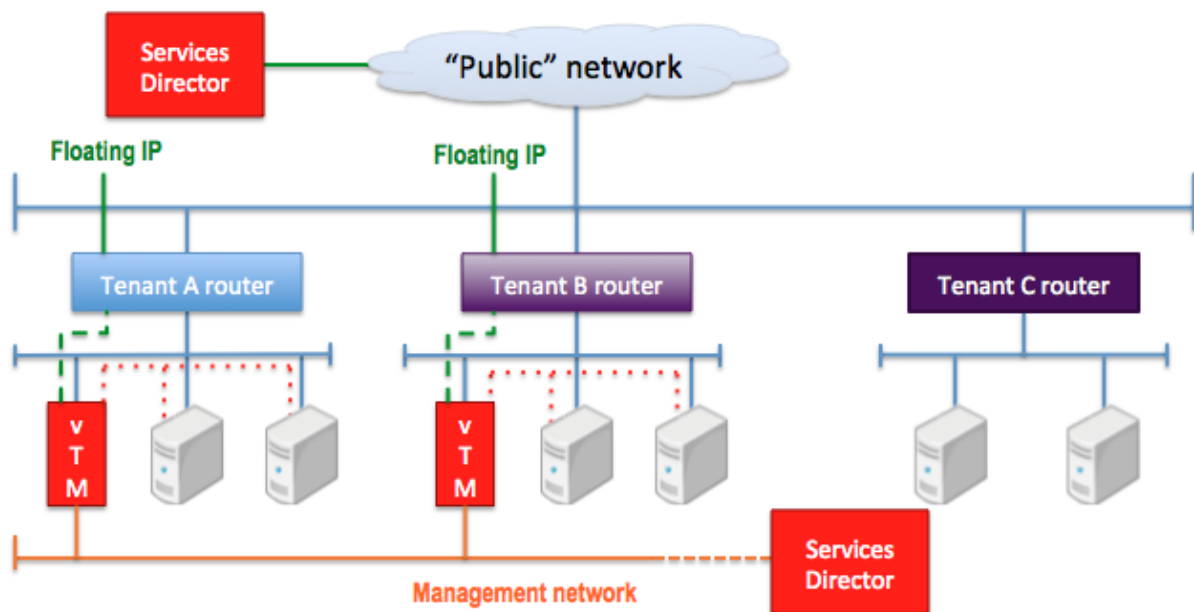 Services
Director
“Public” network
Floating IP
Floating IP
Tenant A router
Tenant B router
Tenant C router
v
T
M
v
T
M
Services
Director
Management network